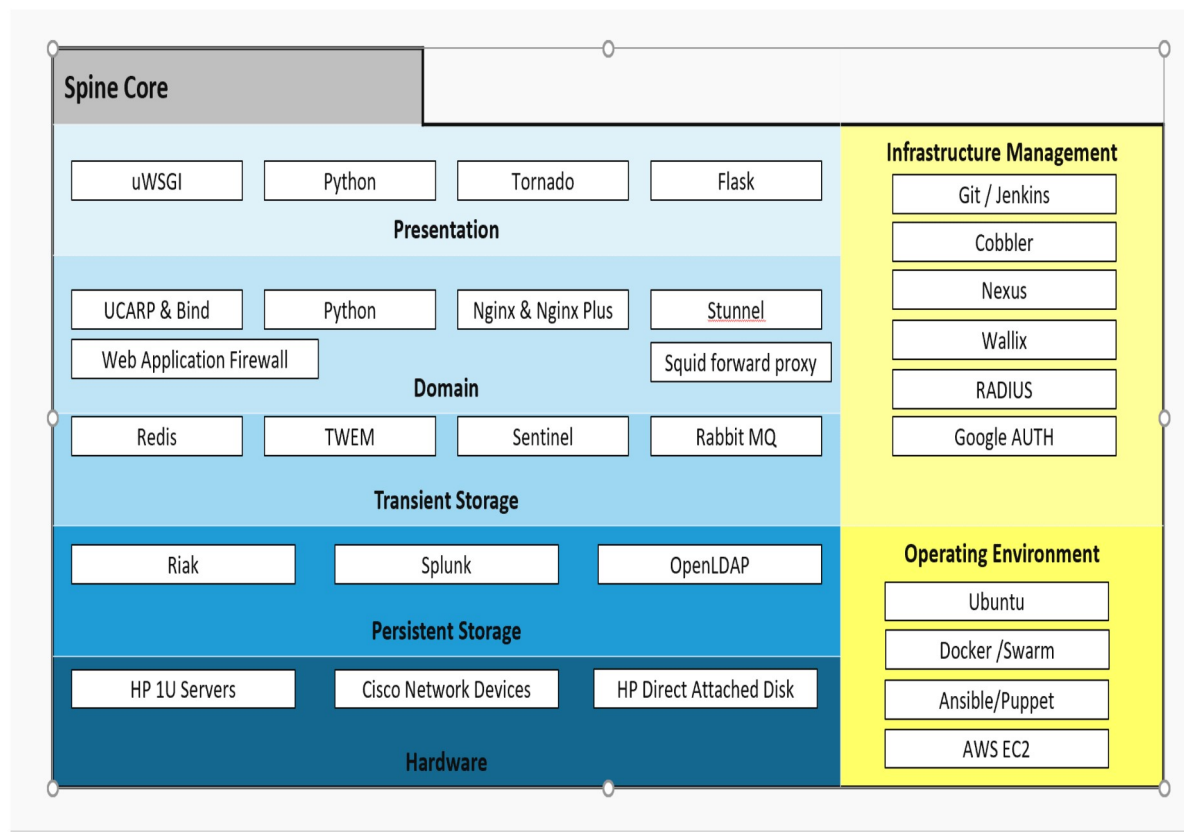 Spine Core
uWSGI
Python
Tornado
Flask
Presentation
UCARP & Bind
Python
Nginx & Nginx Plus
Stunnel
Web Application Firewall
Squid forward proxy
Domain
Redis
TWEM
Sentinel
Rabbit MQ
Transient Storage
Riak
Splunk
OpenLDAP
Persistent Storage
HP 1U Servers
Cisco Network Devices
HP Direct Attached Disk
Hardware
Infrastructure Management
Git / Jenkins
Cobbler
Nexus
Wallix
RADIUS
Google AUTH
Operating Environment
Ubuntu
Docker /Swarm
Ansible/Puppet
AWS EC2